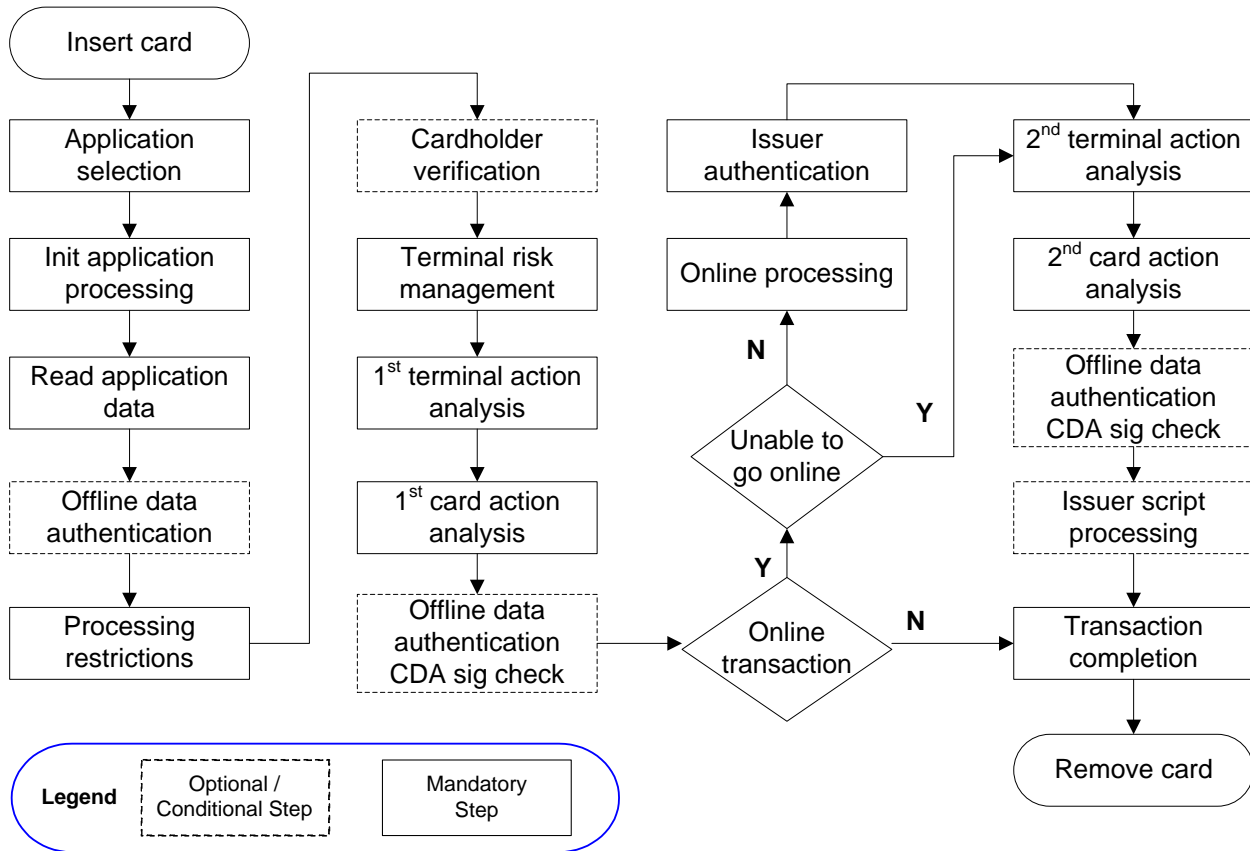 Insert card
Application
selection
Init application
processing
Read application
data
Offline data
authentication
Processing
restrictions
Cardholder
verification
Terminal risk
management
1st terminal action
analysis
1st card action
analysis
Offline data
authentication
CDA sig check
Online
transaction
Y
N
Unable to
go online
N
Y
Online processing
Issuer
authentication
2nd terminal action
analysis
2nd card action
analysis
Offline data
authentication
CDA sig check
Issuer script
processing
Transaction
completion
Remove card
Legend
Optional /
Conditional Step
Mandatory
Step